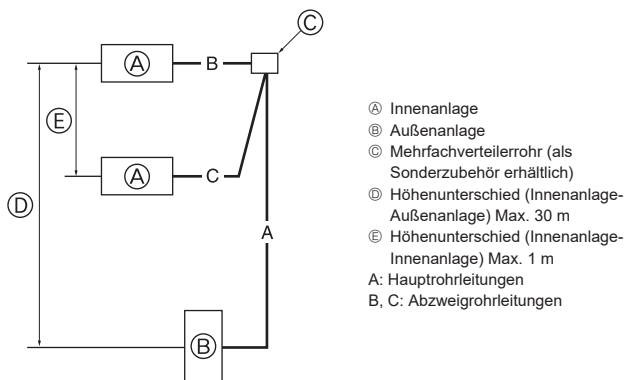 Ⓒ
Ⓐ B
Ⓔ
Ⓐ C
Ⓓ
A
Ⓑ
Ⓐ Innenanlage
Ⓑ Außenanlage
Ⓒ Mehrfachverteilerrohr (als
Sonderzubehör erhältlich)
Ⓓ Höhenunterschied (Innenanlage-
Außenanlage) Max. 30 m
Ⓔ Höhenunterschied (Innenanlage-
Innenanlage) Max. 1 m
A: Hauptrohrleitungen
B, C: Abzweigrohrleitungen